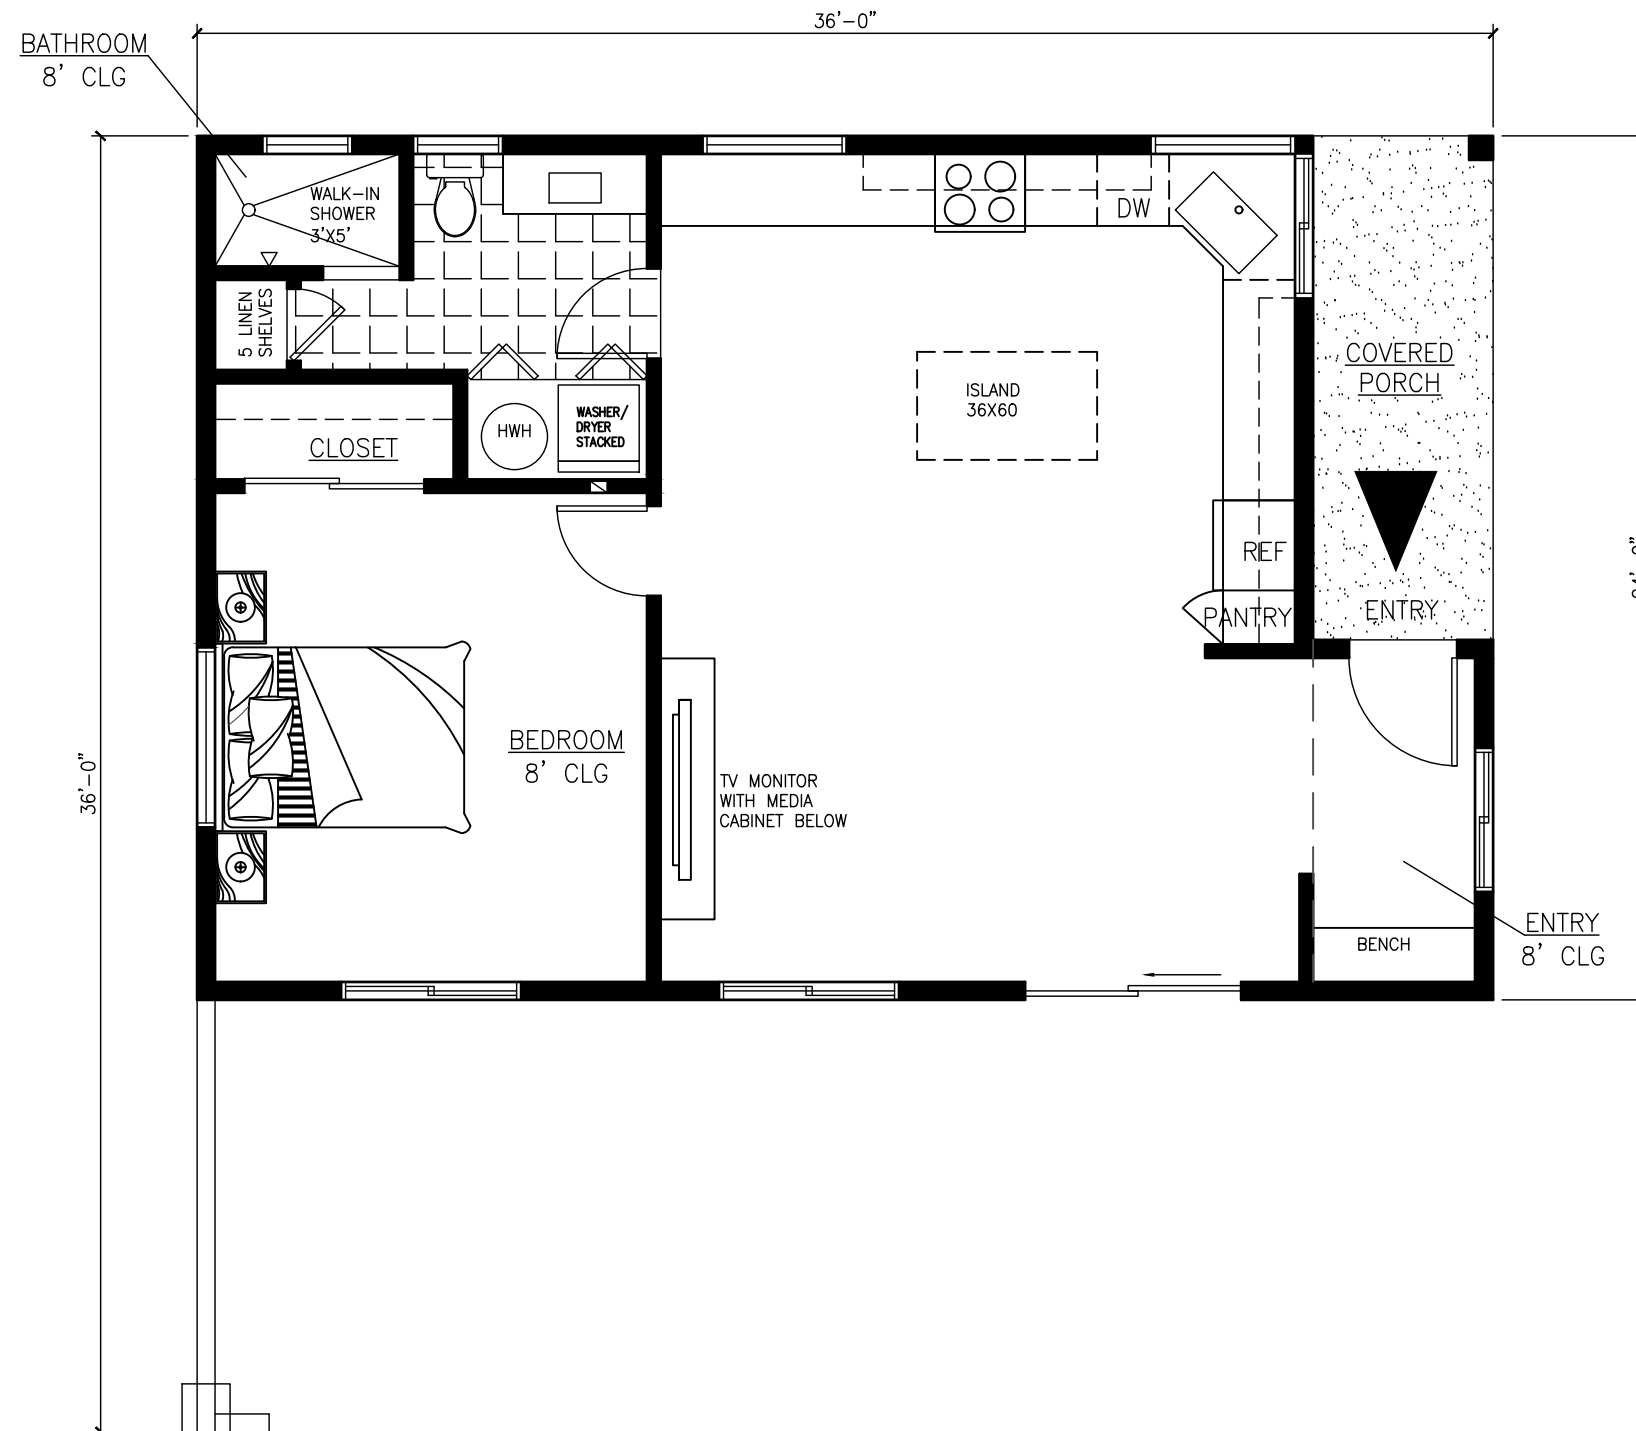 36'-0"
BATHROOM
8' CLG
WALK-IN
SHOWER
3'X5'
DW
5 LINEN
SHELVES
COVERED
PORCH
ISLAND
36X60
WASHER/
DRYER
STACKED
HWH
CLOSET
REF
PANTRY
ENTRY
BEDROOM
8' CLG
36'-0"
TV MONITOR
WITH MEDIA
CABINET BELOW
BENCH
ENTRY
8' CLG